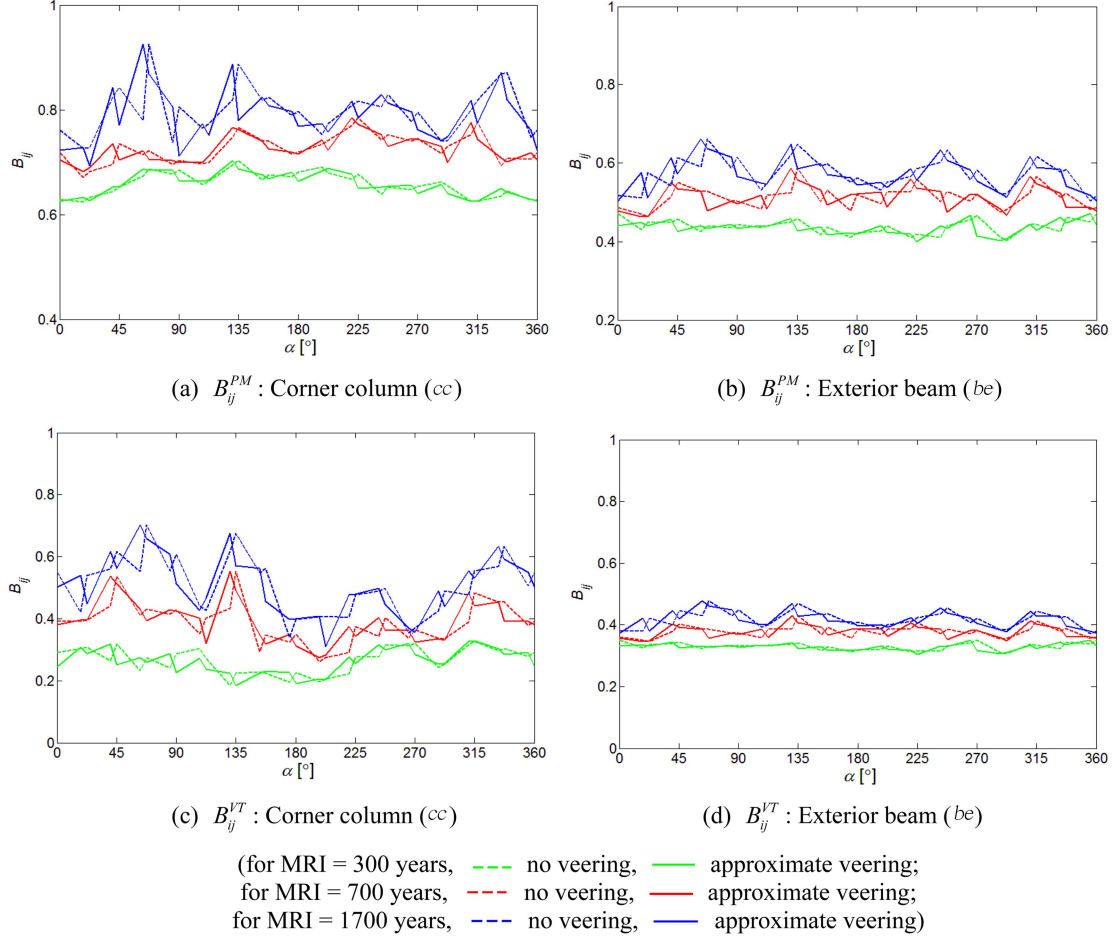 1
0.8
0.6
0.4
B_ij
0 45 90 135 180 225 270 315 360
α [°]
(a) B_ij^PM : Corner column (cc)
0.8
0.6
0.4
0.2
B_ij
1
0 45 90 135 180 225 270 315 360
α [°]
(b) B_ij^PM : Exterior beam (be)
1
0.8
0.6
0.4
0.2
0
B_ij
0 45 90 135 180 225 270 315 360
α [°]
(c) B_ij^VT : Corner column (cc)
1
0.8
0.6
0.4
0.2
0
B_ij
0 45 90 135 180 225 270 315 360
α [°]
(d) B_ij^VT : Exterior beam (be)
(for MRI = 300 years, no veering, approximate veering;
for MRI = 700 years, no veering, approximate veering;
for MRI = 1700 years, no veering, approximate veering)